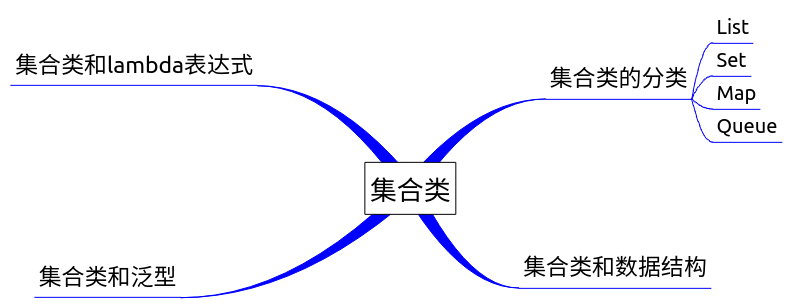 List
集合类和lambda表达式
Set
集合类的分类
Map
Queue
集合类
集合类和泛型
集合类和数据结构